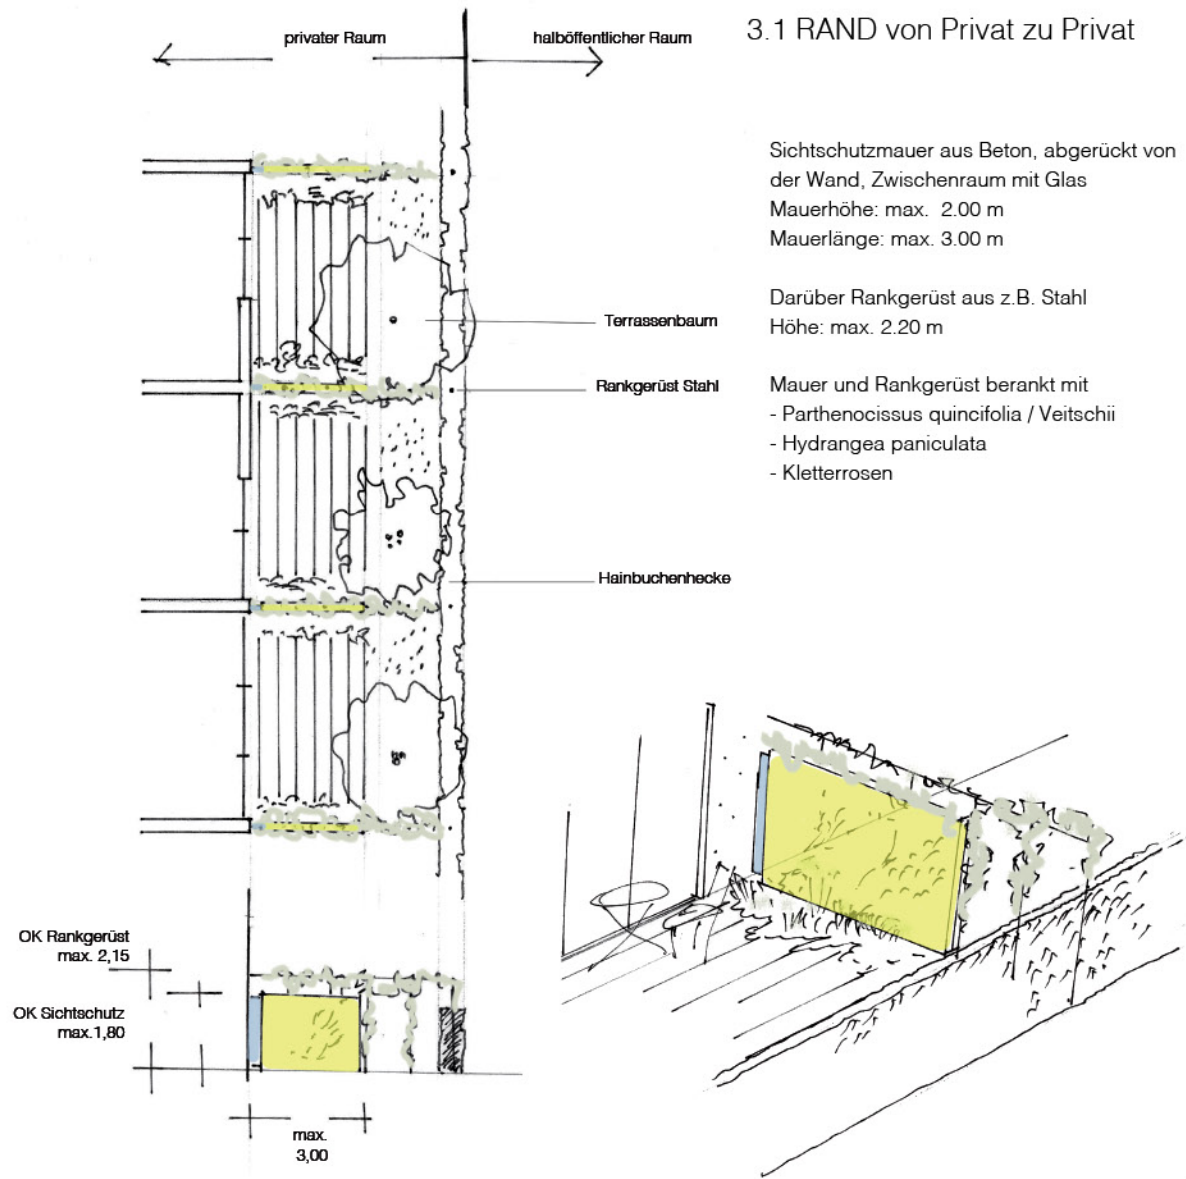 privater Raum
halböffentlicher Raum
3.1 RAND von Privat zu Privat
Sichtschutzmauer aus Beton, abgerückt von
der Wand, Zwischenraum mit Glas
Mauerhöhe: max. 2.00 m
Mauerlänge: max. 3.00 m
Darüber Rankgerüst aus z.B. Stahl
Höhe: max. 2.20 m
Mauer und Rankgerüst berankt mit
- Parthenocissus quincifolia / Veitschii
- Hydrangea paniculata
- Kletterrosen
Terrassenbaum
Rankgerüst Stahl
Hainbuchenhecke
OK Rankgerüst
max. 2,15
OK Sichtschutz
max.1,80
max.
3,00